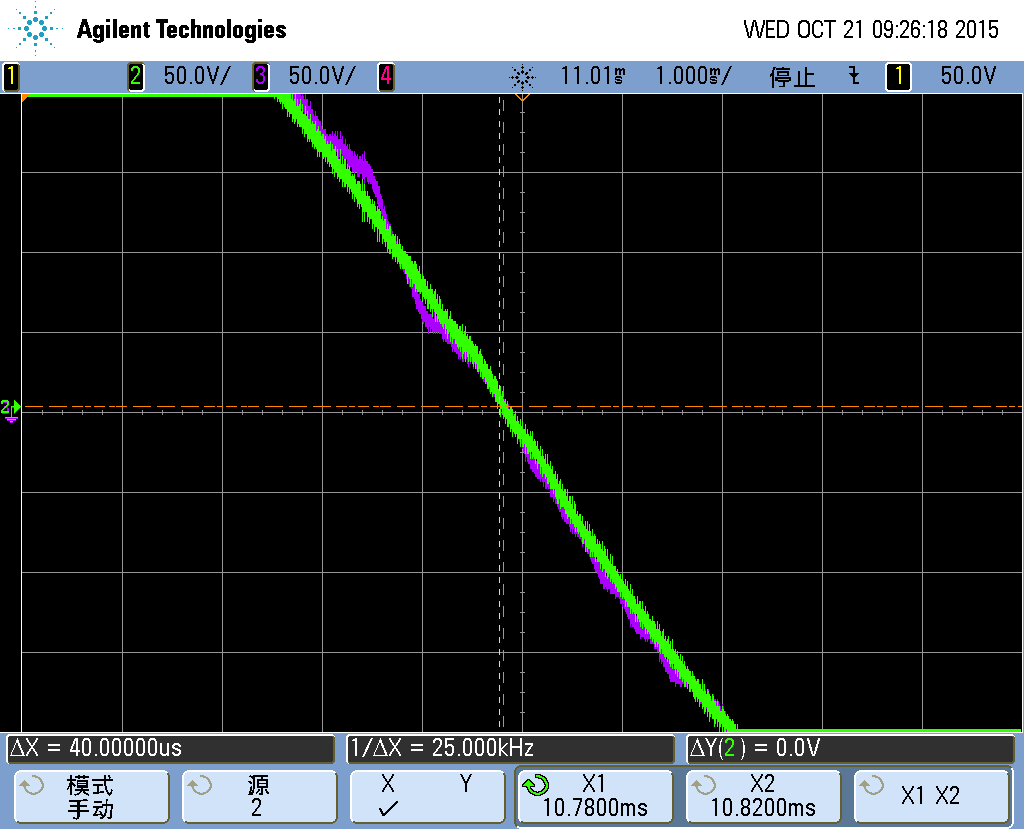 Agilent Technologies
WED OCT 21 09:26:18 2015
1 2 50.0V/ 3 50.0V/ 4 11.01ms 1.000ms/ 停止 1 50.0V
2
ΔX = 40.00000us
1/ΔX = 25.000kHz
ΔY(2) = 0.0V
模式
手动
源
2
X Y
✓
X1
10.7800ms
X2
10.8200ms
X1 X2